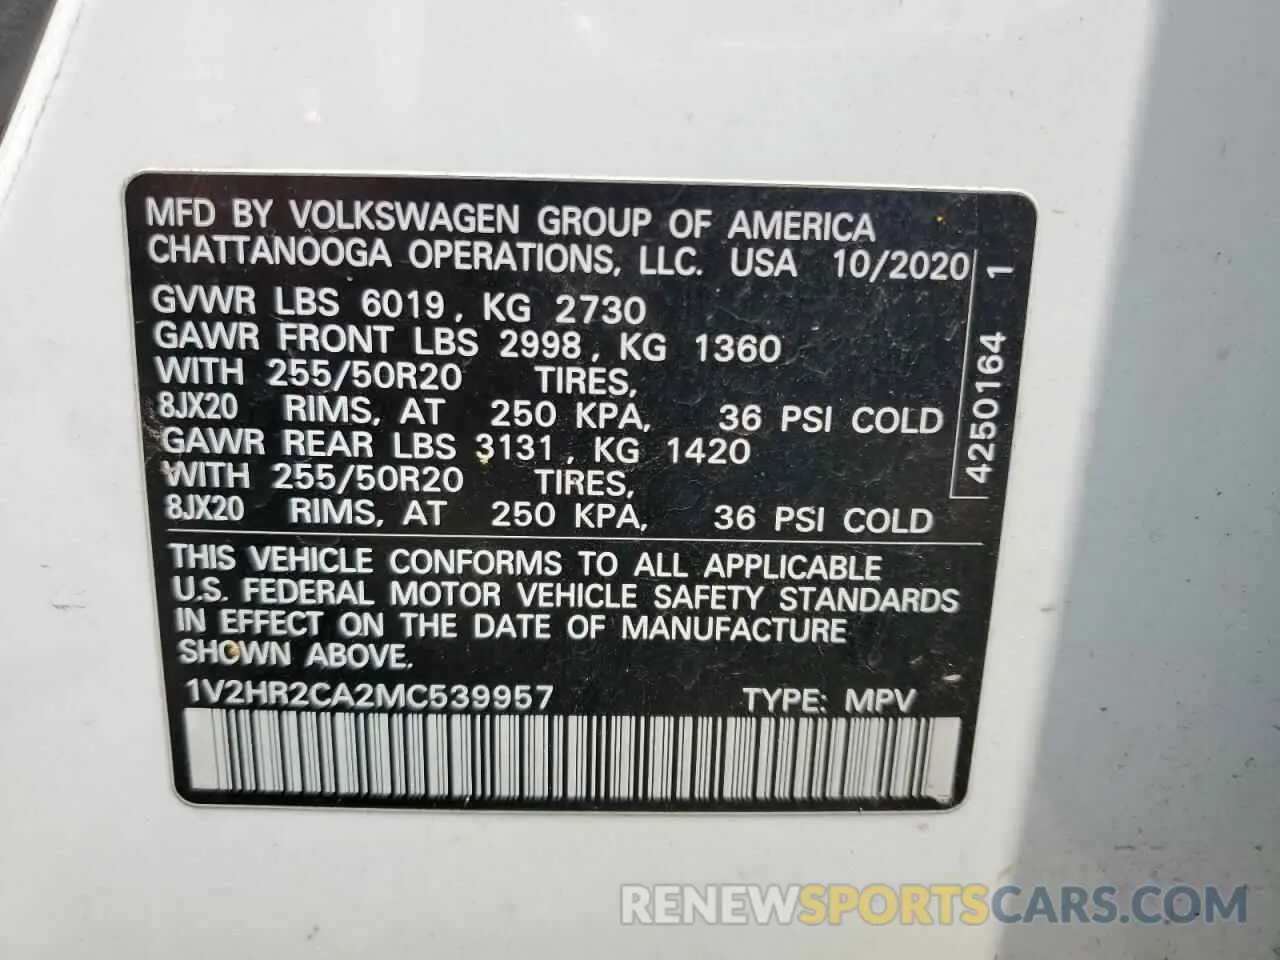 MFD BY VOLKSWAGEN GROUP OF AMERICA
CHATTANOOGA OPERATIONS, LLC. USA 10/2020
GVWR LBS 6019, KG 2730
GAWR FRONT LBS 2998, KG 1360
WITH 255/50R20 TIRES,
8JX20 RIMS, AT 250 KPA, 36 PSI COLD
GAWR REAR LBS 3131, KG 1420
WITH 255/50R20 TIRES,
8JX20 RIMS, AT 250 KPA, 36 PSI COLD
4250164 1
THIS VEHICLE CONFORMS TO ALL APPLICABLE
U.S. FEDERAL MOTOR VEHICLE SAFETY STANDARDS
IN EFFECT ON THE DATE OF MANUFACTURE
SHOWN ABOVE.
1V2HR2CA2MC539957 TYPE: MPV
RENEWSPORTSCARS.COM